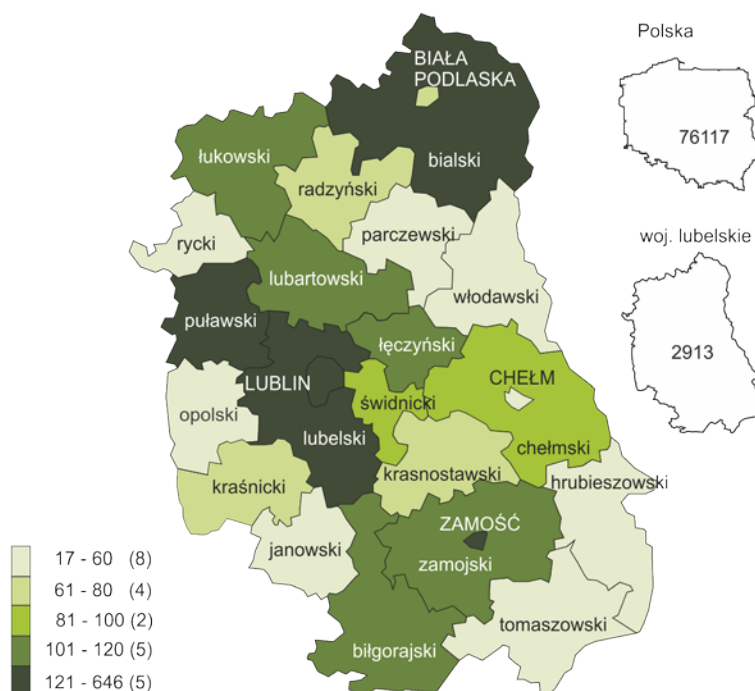 Polska
76117
woj. lubelskie
2913
BIAŁA
PODLASKA
bialski
łukowski
radzyński
rycki
parczewski
włodawski
lubartowski
puławski
łęczyński
LUBLIN
świdnicki
CHEŁM
opolski
lubelski
chełmski
kraśnicki
krasnostawski
hrubieszowski
janowski
ZAMOŚĆ
zamojski
biłgorajski
tomaszowski
17 - 60 (8)
61 - 80 (4)
81 - 100 (2)
101 - 120 (5)
121 - 646 (5)